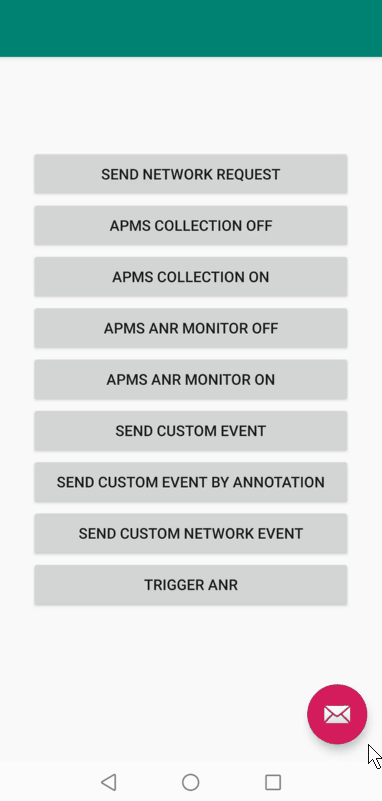 SEND NETWORK REQUEST
APMS COLLECTION OFF
APMS COLLECTION ON
APMS ANR MONITOR OFF
APMS ANR MONITOR ON
SEND CUSTOM EVENT
SEND CUSTOM EVENT BY ANNOTATION
SEND CUSTOM NETWORK EVENT
TRIGGER ANR